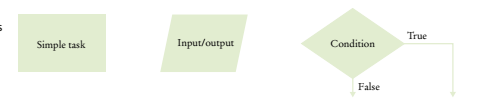 s
Simple task
Input/output
Condition
True
False